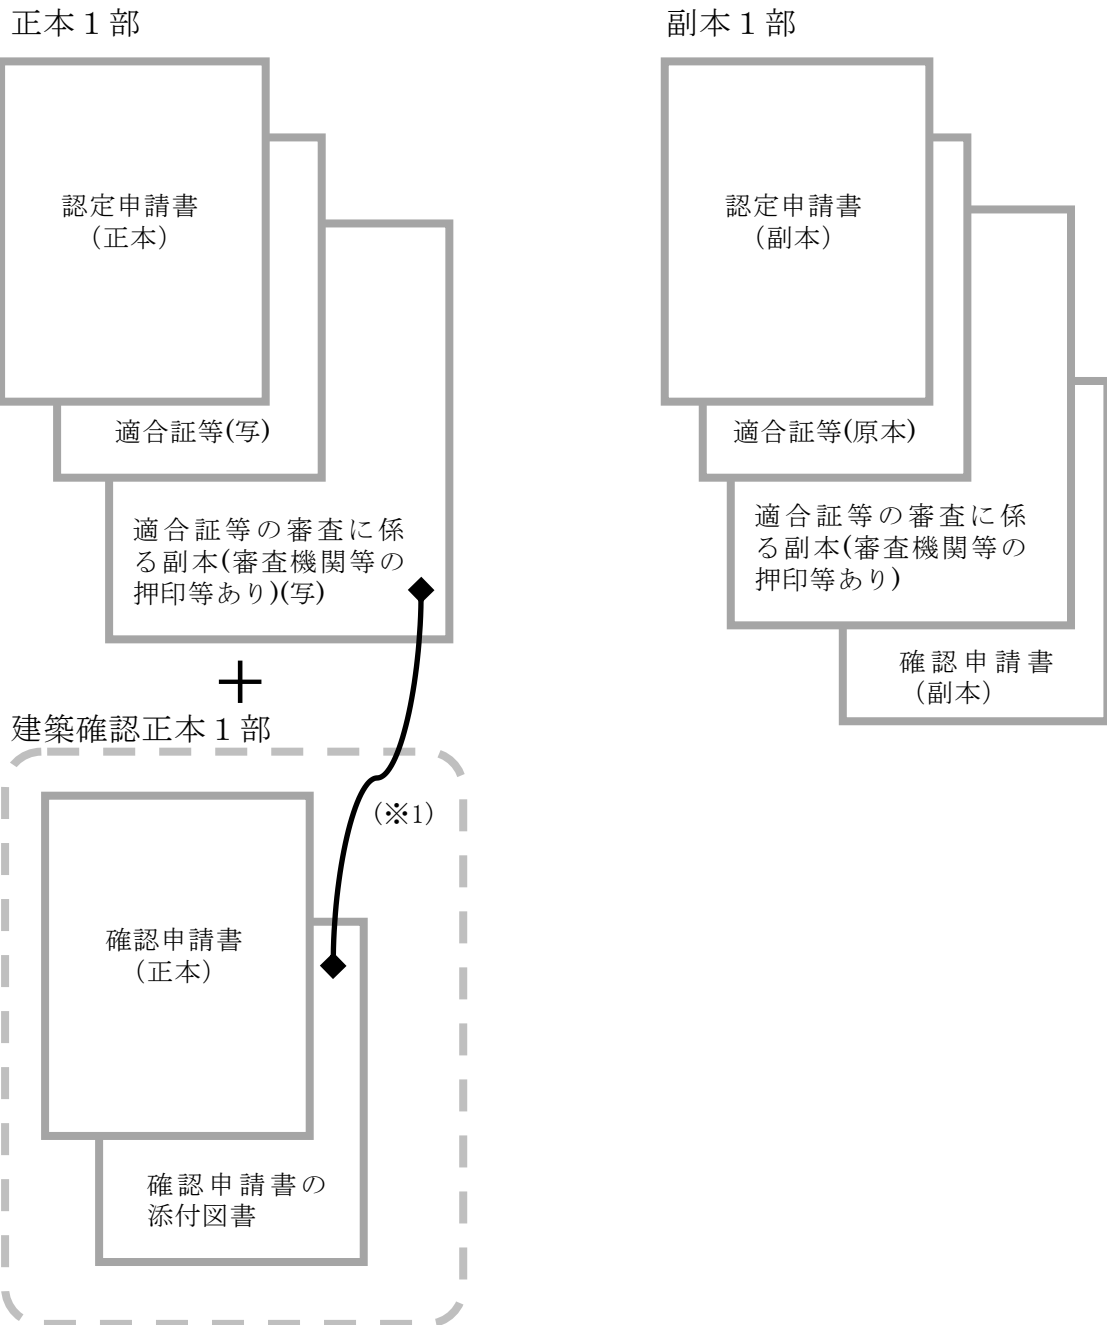 正本１部
認定申請書
（正本）
適合証等(写)
適合証等の審査に係
る副本(審査機関等の
押印等あり)(写)
＋
建築確認正本１部
（※1）
確認申請書
（正本）
確認申請書の
添付図書
副本１部
認定申請書
（副本）
適合証等(原本)
適合証等の審査に係
る副本(審査機関等の
押印等あり)
確認申請書
（副本）